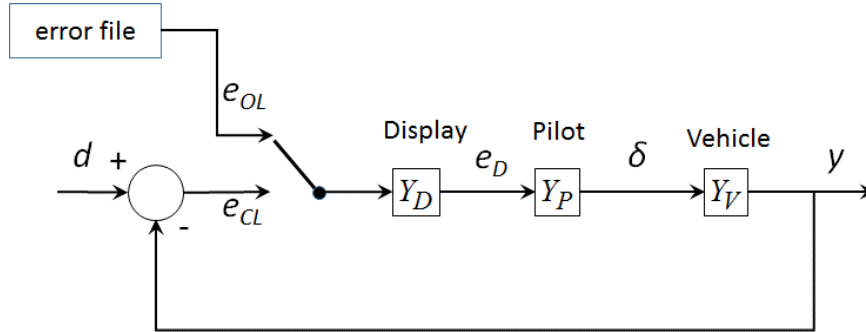 error file
e_OL
Display
Pilot
Vehicle
d
+
e_D
δ
y
Y_D
Y_P
Y_V
e_CL
-